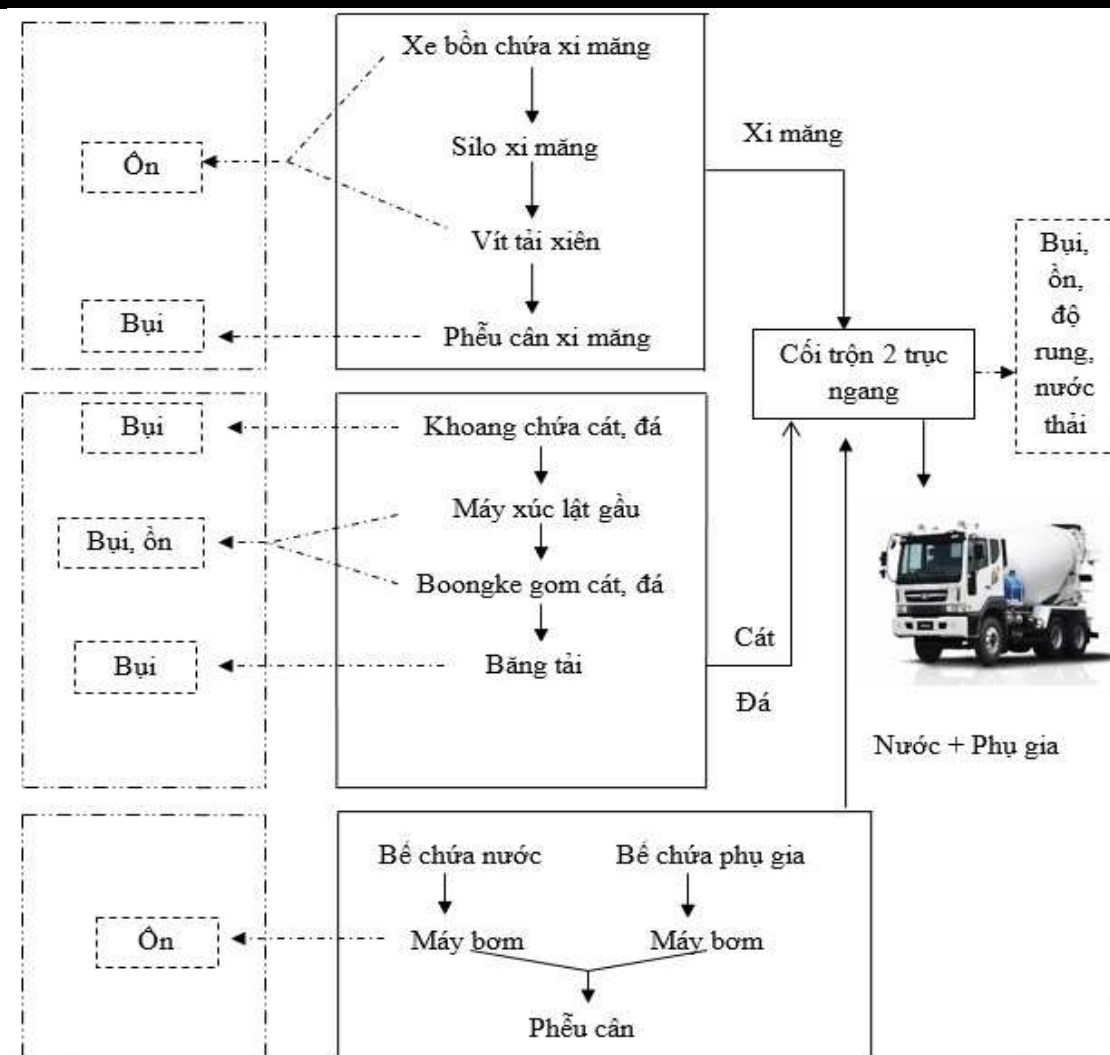 Xe bồn chứa xi măng
Silo xi măng
Vít tải xiên
Phễu cân xi măng
Ồn
Bụi
Xi măng
Cối trộn 2 trục
ngang
Bụi,
ồn,
độ
rung,
nước
thải
Khoang chứa cát, đá
Máy xúc lật gầu
Boongke gom cát, đá
Băng tải
Bụi
Bụi, ồn
Bụi
Cát
Đá
Nước + Phụ gia
Bể chứa nước
Bể chứa phụ gia
Máy bơm
Máy bơm
Phễu cân
Ồn